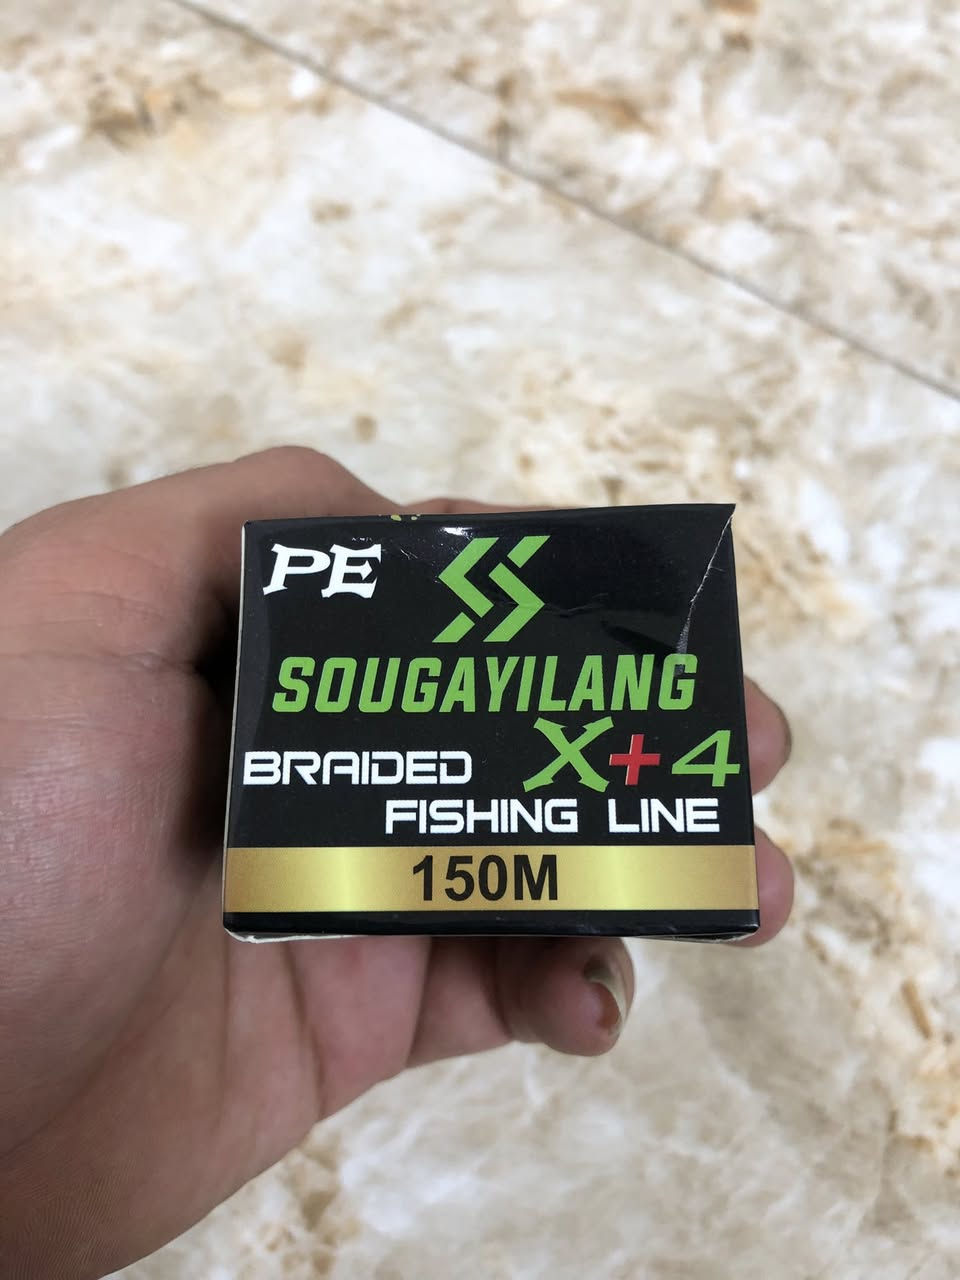 PE
SOUGAYILANG
BRAIDED X+4
FISHING LINE
150M